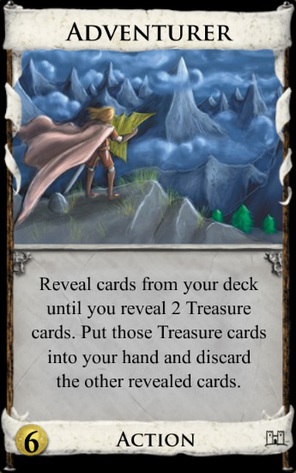 ADVENTURER
Reveal cards from your deck
until you reveal 2 Treasure
cards. Put those Treasure cards
into your hand and discard
the other revealed cards.
6
ACTION